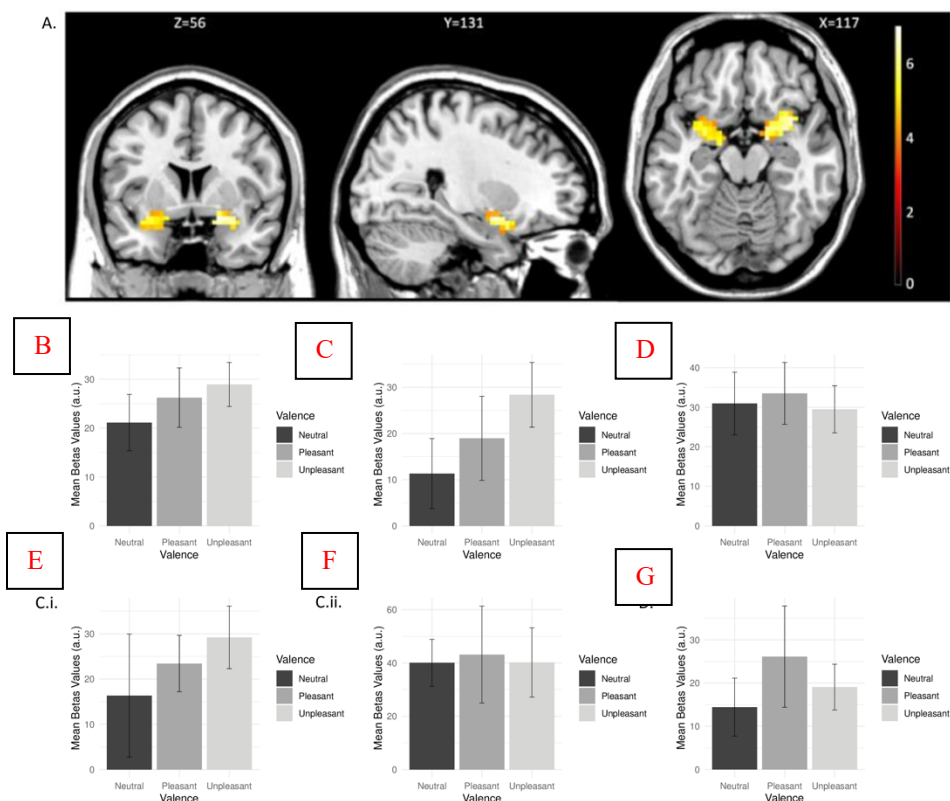 A.
Z=56 Y=131 X=117
6
4
2
0
B
Mean Betas Values (a.u.)
30
20
10
0
Neutral Pleasant Unpleasant
Valence
Valence
Neutral
Pleasant
Unpleasant
C
Mean Betas Values (a.u.)
30
20
10
0
Neutral Pleasant Unpleasant
Valence
Valence
Neutral
Pleasant
Unpleasant
D
Mean Betas Values (a.u.)
40
30
20
10
0
Neutral Pleasant Unpleasant
Valence
Valence
Neutral
Pleasant
Unpleasant
E
C.i.
Mean Betas Values (a.u.)
30
20
10
0
Neutral Pleasant Unpleasant
Valence
Valence
Neutral
Pleasant
Unpleasant
F
C.ii.
Mean Betas Values (a.u.)
60
40
20
0
Neutral Pleasant Unpleasant
Valence
Valence
Neutral
Pleasant
Unpleasant
G
Mean Betas Values (a.u.)
30
20
10
0
Neutral Pleasant Unpleasant
Valence
Valence
Neutral
Pleasant
Unpleasant